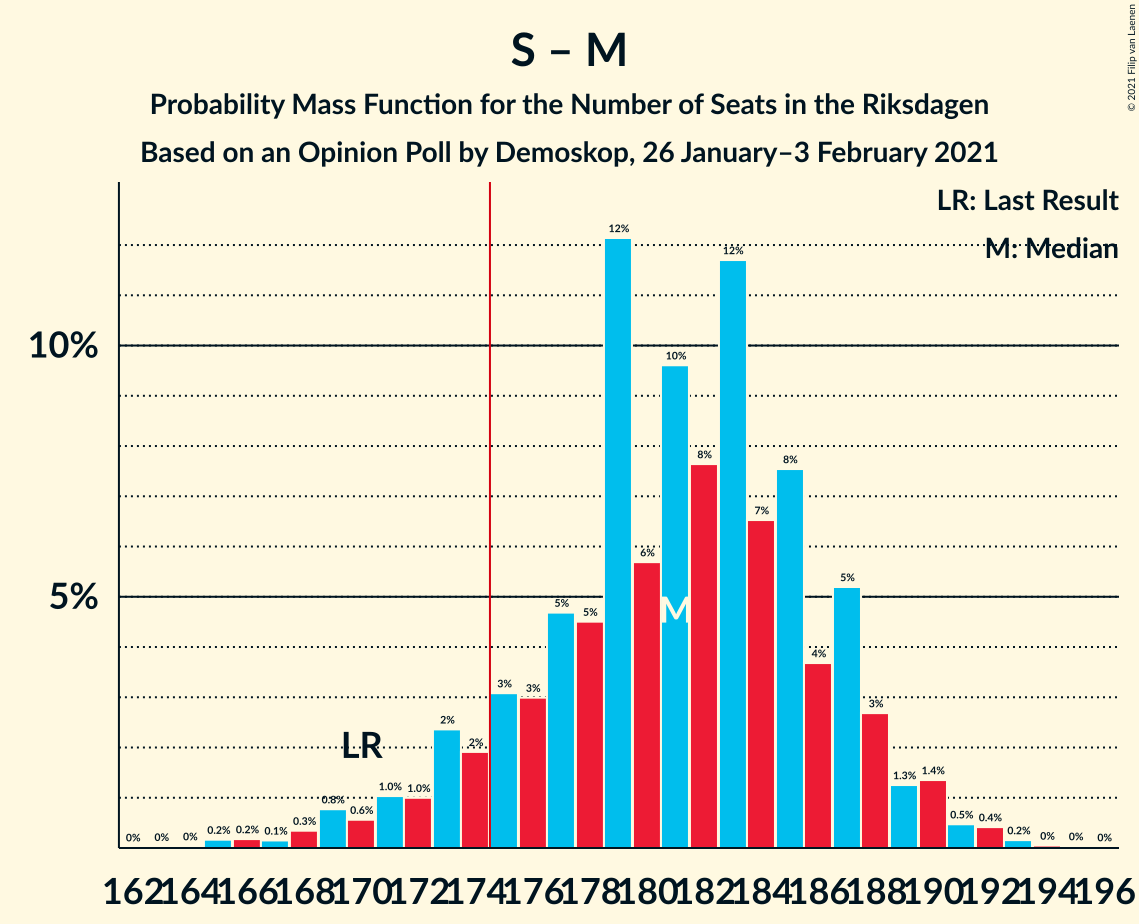 © 2021 Filip van Laenen
S – M
Probability Mass Function for the Number of Seats in the Riksdagen
Based on an Opinion Poll by Demoskop, 26 January–3 February 2021
LR: Last Result
M: Median
10%
5%
0% 0% 0% 0.2% 0.2% 0.1% 0.3% 0.8% 0.6% 1.0% 1.0% 2% 2% 3% 3% 5% 5% 12% 6% 10% 8% 12% 7% 8% 4% 5% 3% 1.3% 1.4% 0.5% 0.4% 0.2% 0% 0% 0%
LR
M
162 164 166 168 170 172 174 176 178 180 182 184 186 188 190 192 194 196